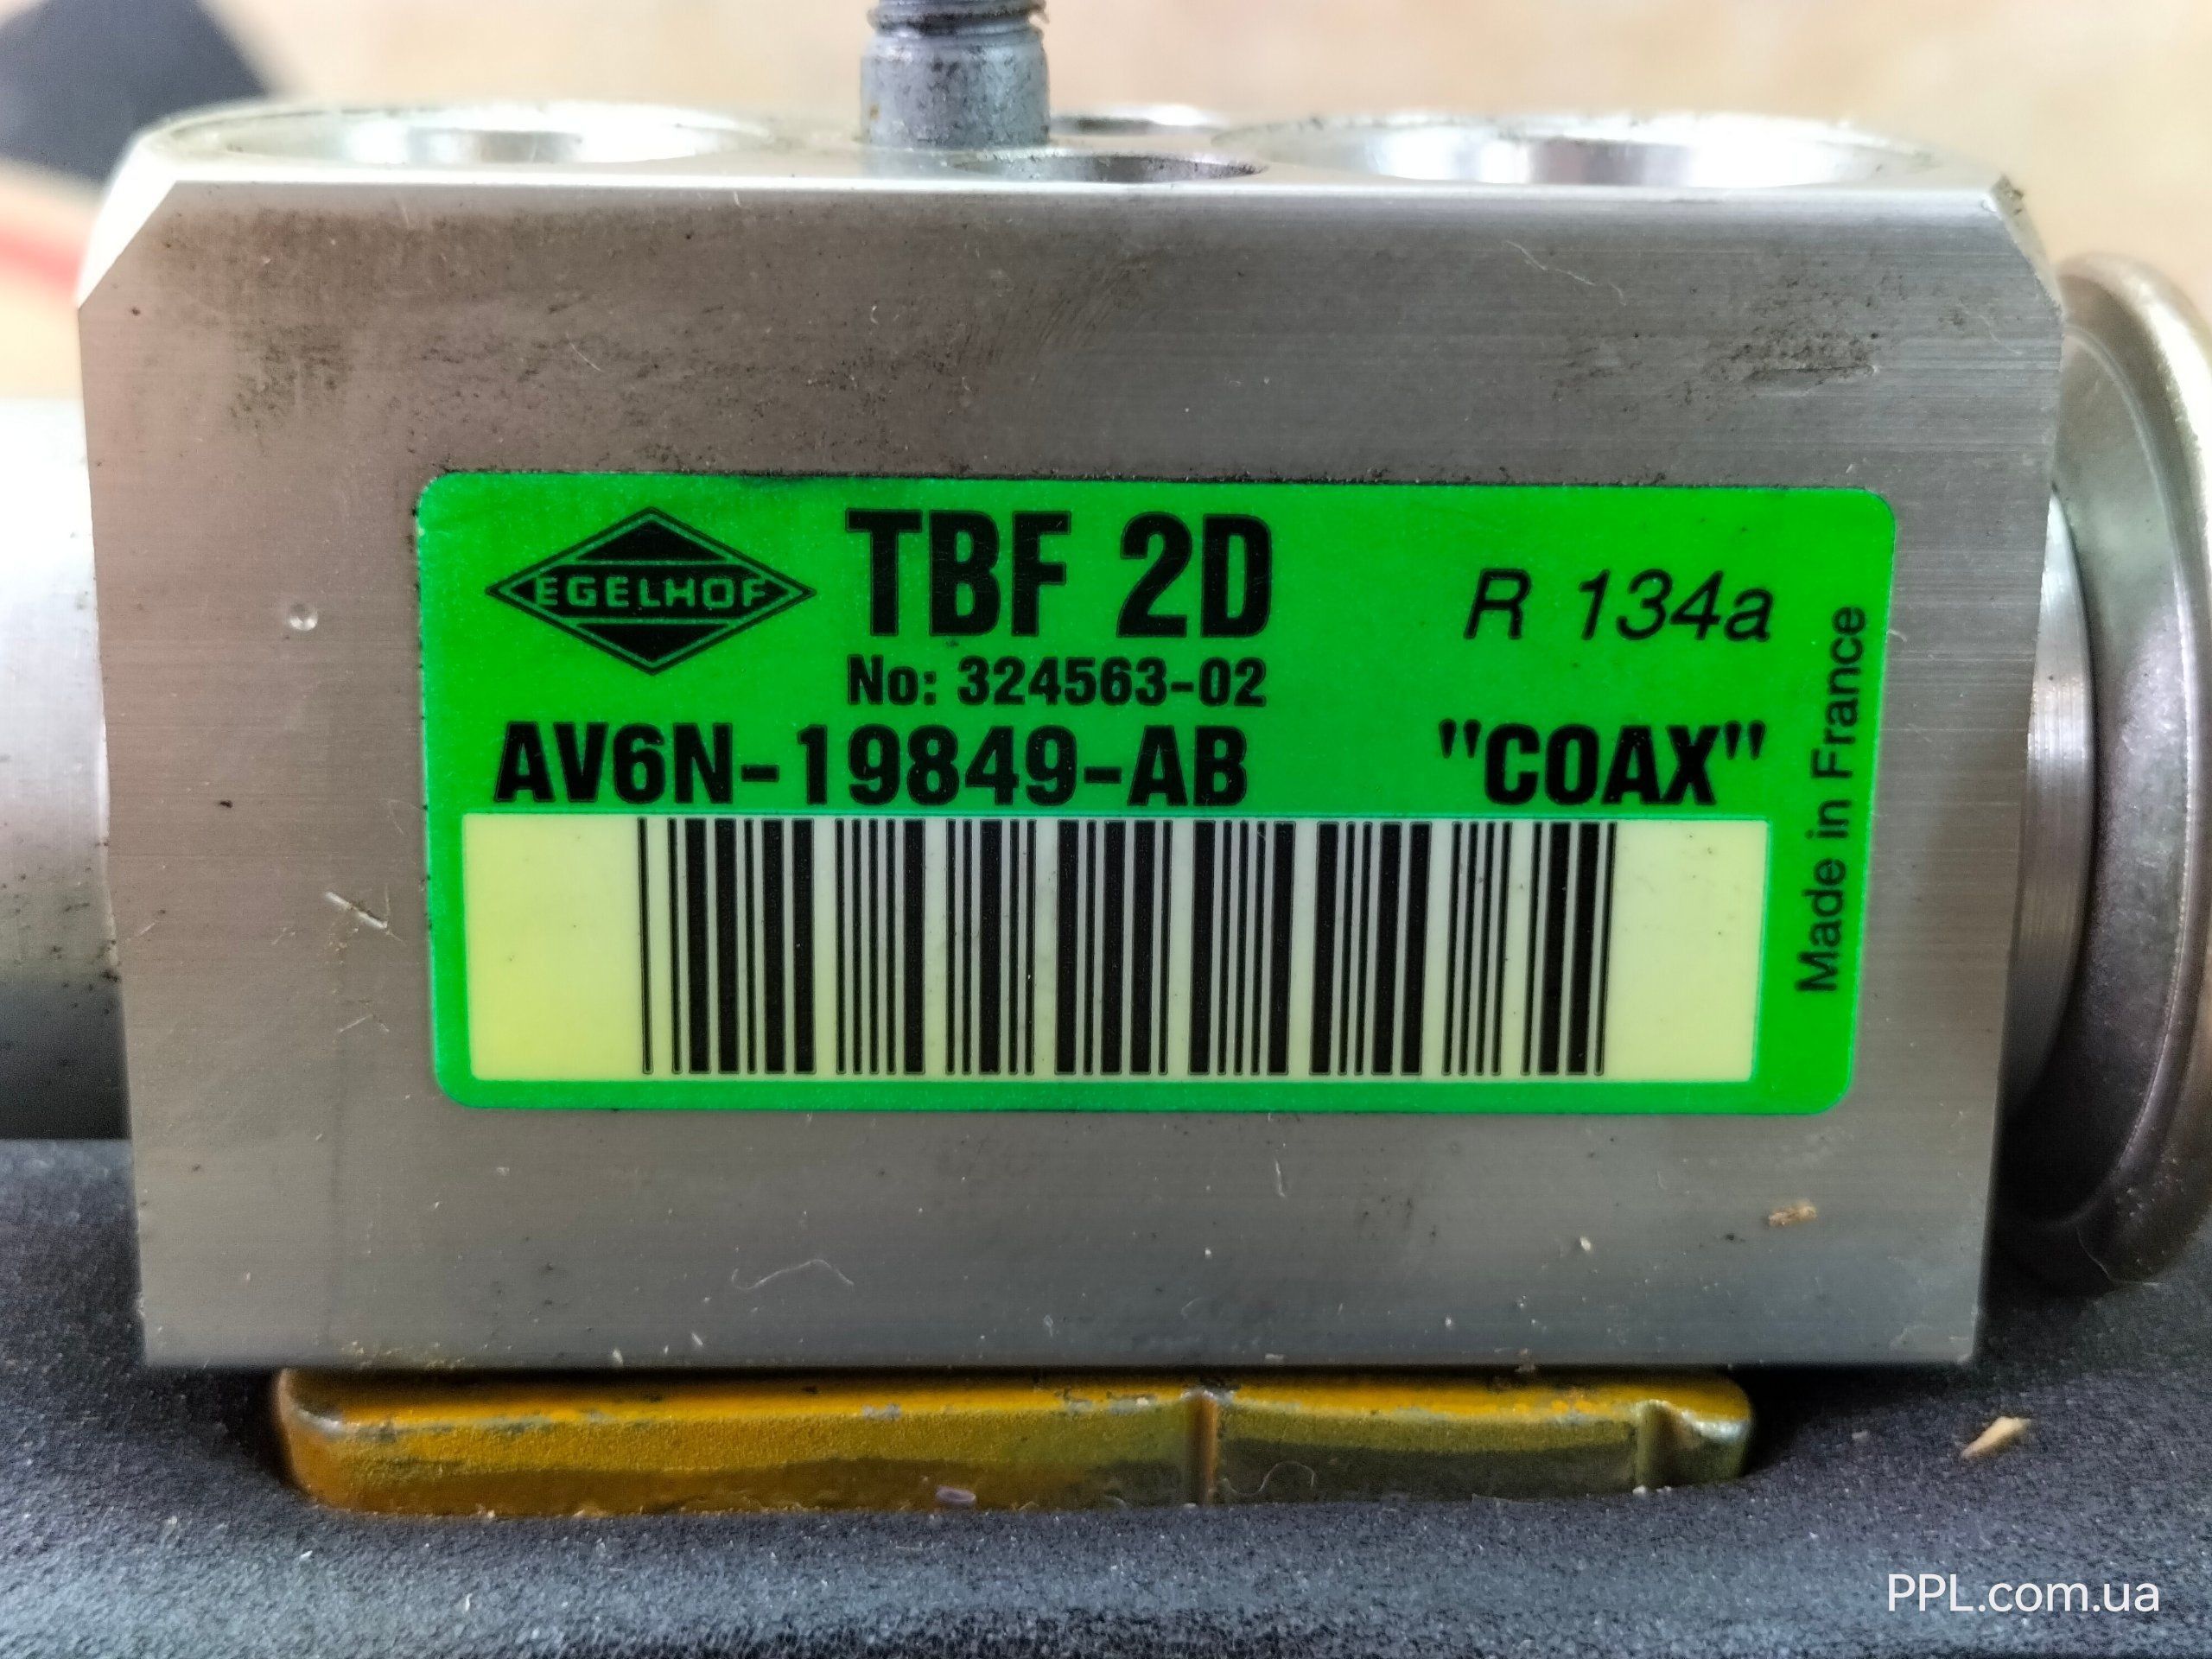 EGELHOF
TBF 2D
R 134a
No: 324563-02
AV6N-19849-AB
"COAX"
Made in France
PPL.com.ua